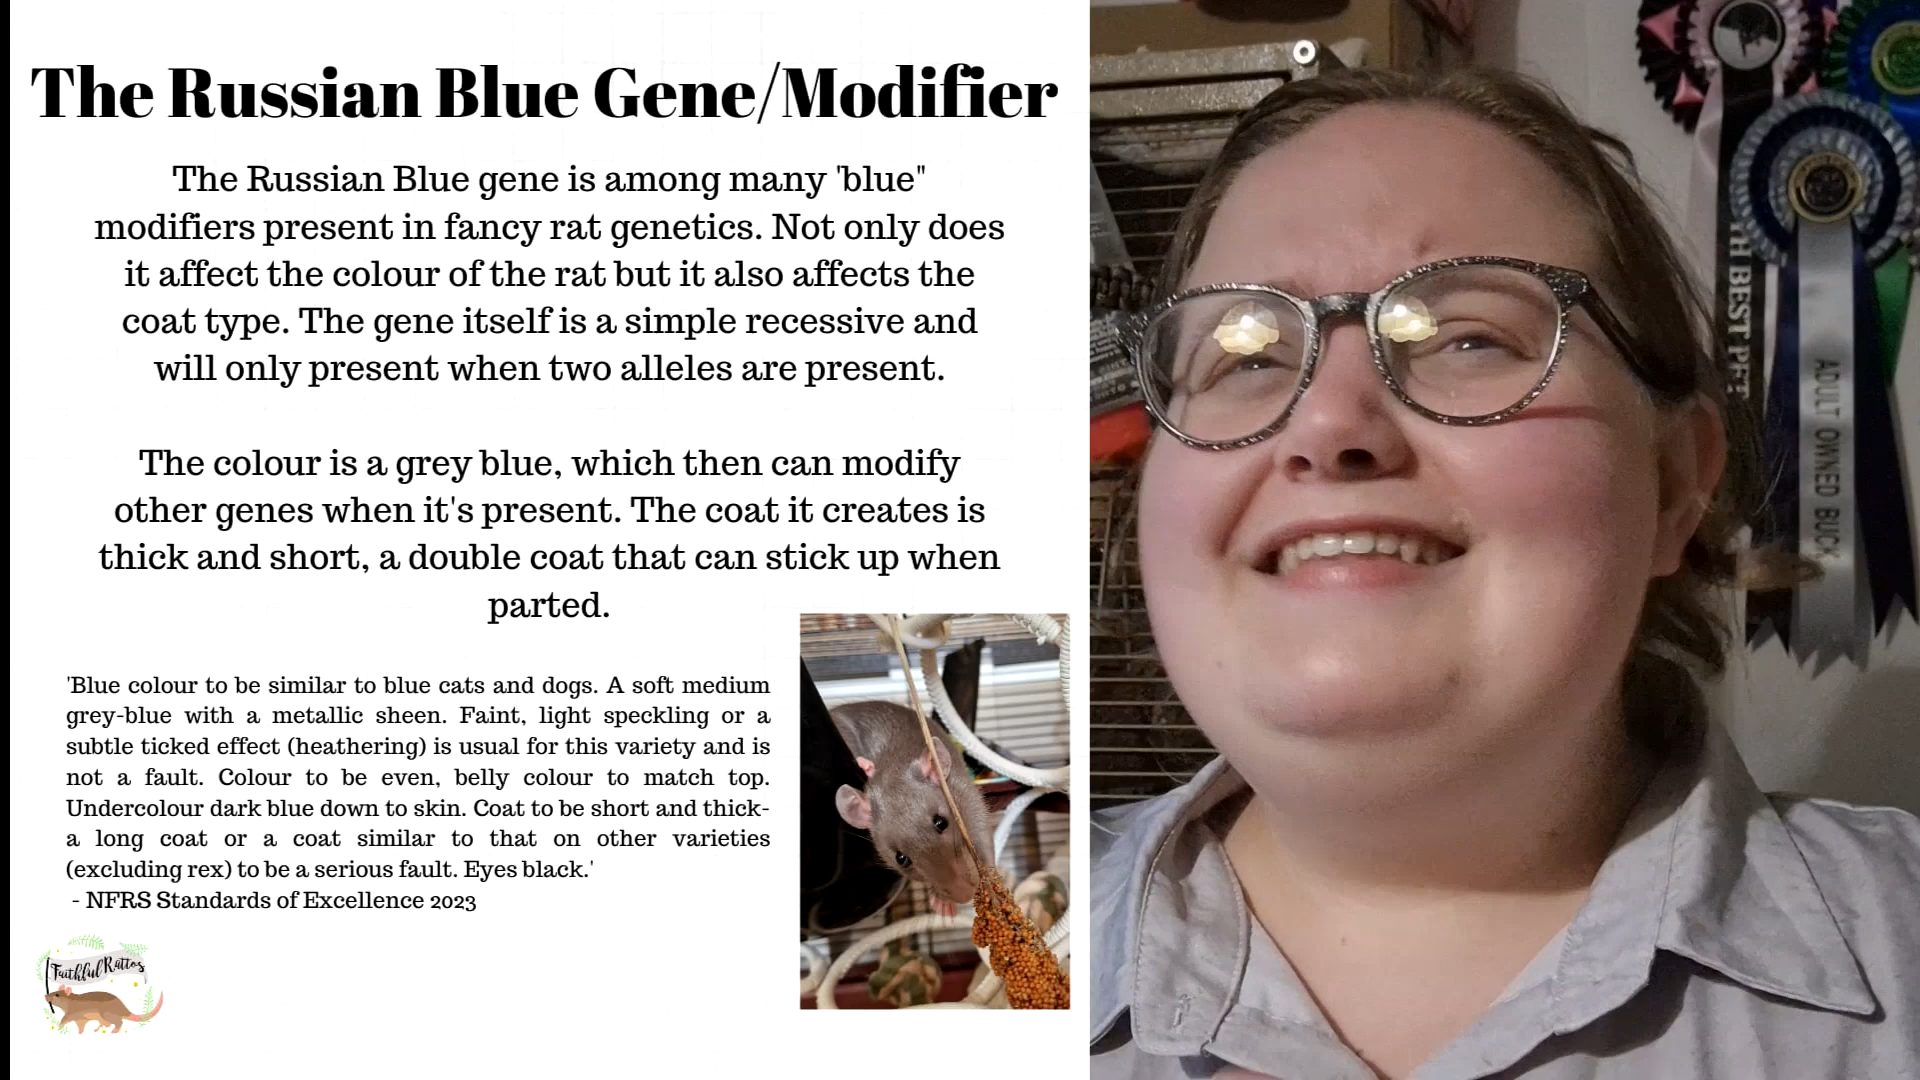 The Russian Blue Gene/Modifier
The Russian Blue gene is among many 'blue"
modifiers present in fancy rat genetics. Not only does
it affect the colour of the rat but it also affects the
coat type. The gene itself is a simple recessive and
will only present when two alleles are present.
The colour is a grey blue, which then can modify
other genes when it's present. The coat it creates is
thick and short, a double coat that can stick up when
parted.
'Blue colour to be similar to blue cats and dogs. A soft medium
grey-blue with a metallic sheen. Faint, light speckling or a
subtle ticked effect (heathering) is usual for this variety and is
not a fault. Colour to be even, belly colour to match top.
Undercolour dark blue down to skin. Coat to be short and thick-
a long coat or a coat similar to that on other varieties
(excluding rex) to be a serious fault. Eyes black.'
- NFRS Standards of Excellence 2023
Faithful Rattos
BEST PET
ADULT OWNED BUCK